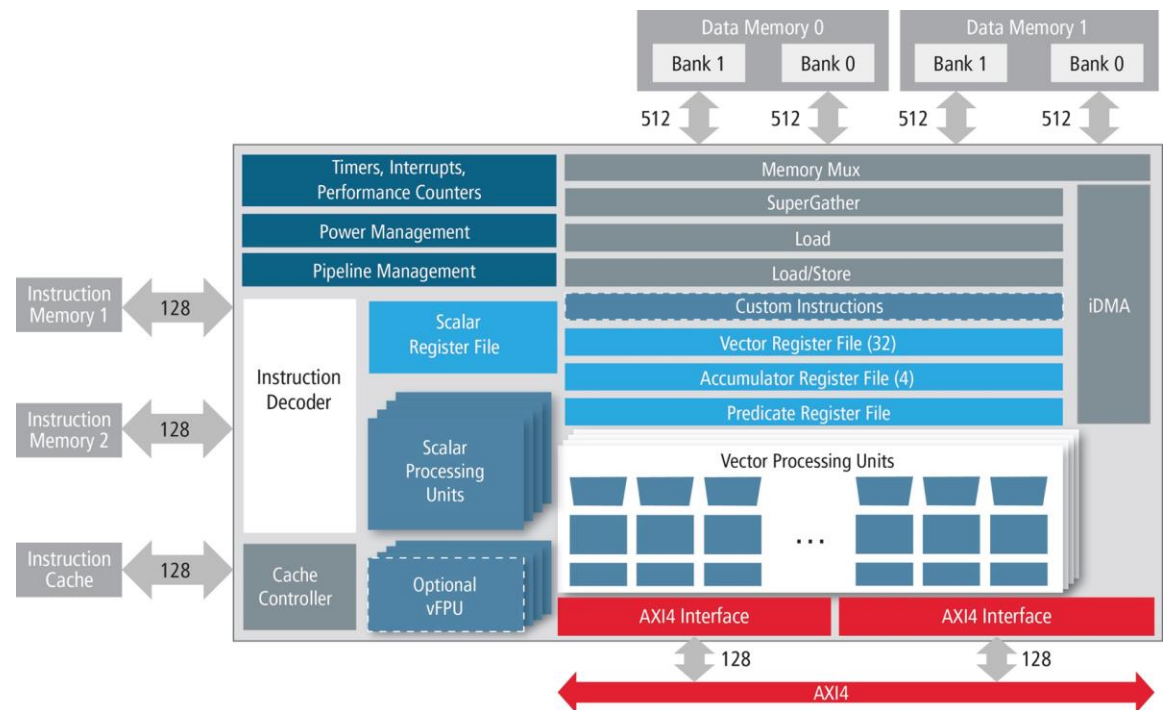 Data Memory 0
Bank 1
Bank 0
Data Memory 1
Bank 1
Bank 0
512
512
512
512
Timers, Interrupts,
Performance Counters
Power Management
Pipeline Management
Memory Mux
SuperGather
Load
Load/Store
Custom Instructions
Vector Register File (32)
Accumulator Register File (4)
Predicate Register File
iDMA
Instruction
Memory 1
128
Instruction
Memory 2
128
Instruction
Cache
128
Instruction
Decoder
Scalar
Register File
Scalar
Processing
Units
Cache
Controller
Optional
vFPU
Vector Processing Units
...
AXI4 Interface
AXI4 Interface
128
128
AXI4